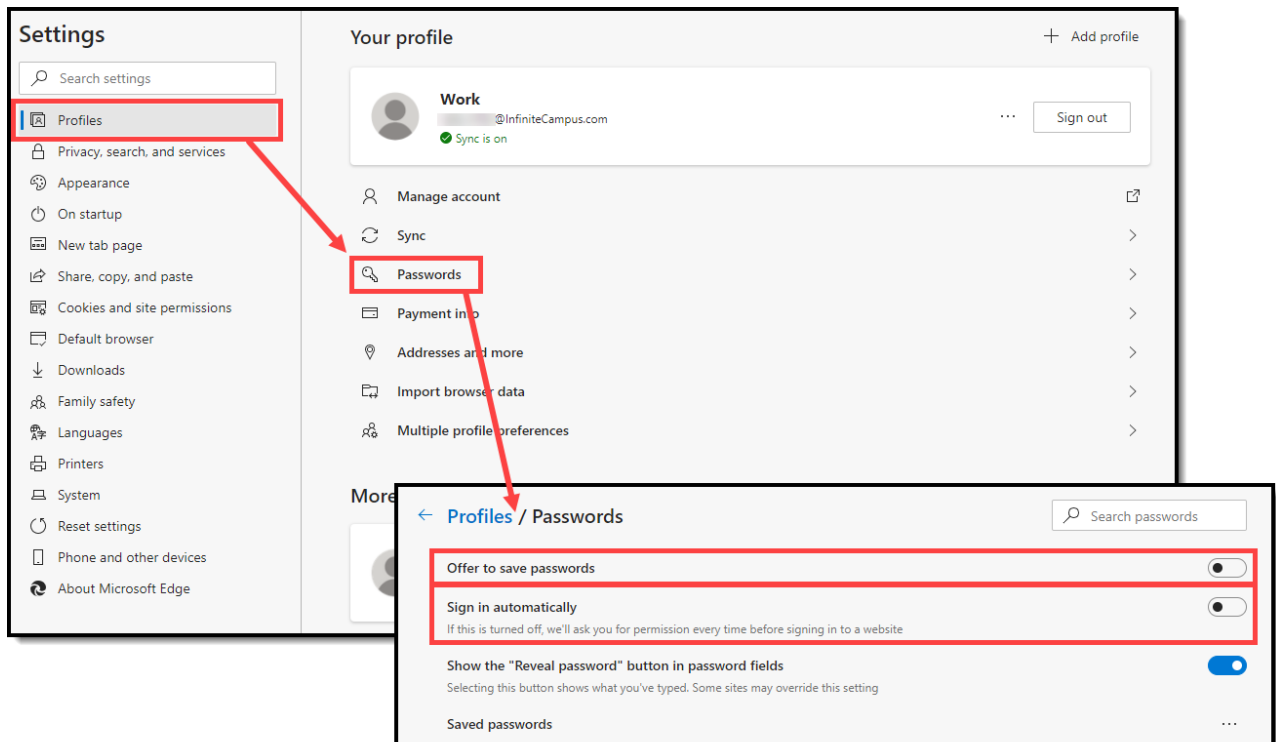 Settings
Search settings
Profiles
Privacy, search, and services
Appearance
On startup
New tab page
Share, copy, and paste
Cookies and site permissions
Default browser
Downloads
Family safety
Languages
Printers
System
Reset settings
Phone and other devices
About Microsoft Edge
Your profile
Add profile
Work
@InfiniteCampus.com
Sync is on
Sign out
Manage account
Sync
Passwords
Payment info
Addresses and more
Import browser data
Multiple profile preferences
More
Profiles / Passwords
Search passwords
Offer to save passwords
Sign in automatically
If this is turned off, we'll ask you for permission every time before signing in to a website
Show the "Reveal password" button in password fields
Selecting this button shows what you've typed. Some sites may override this setting
Saved passwords